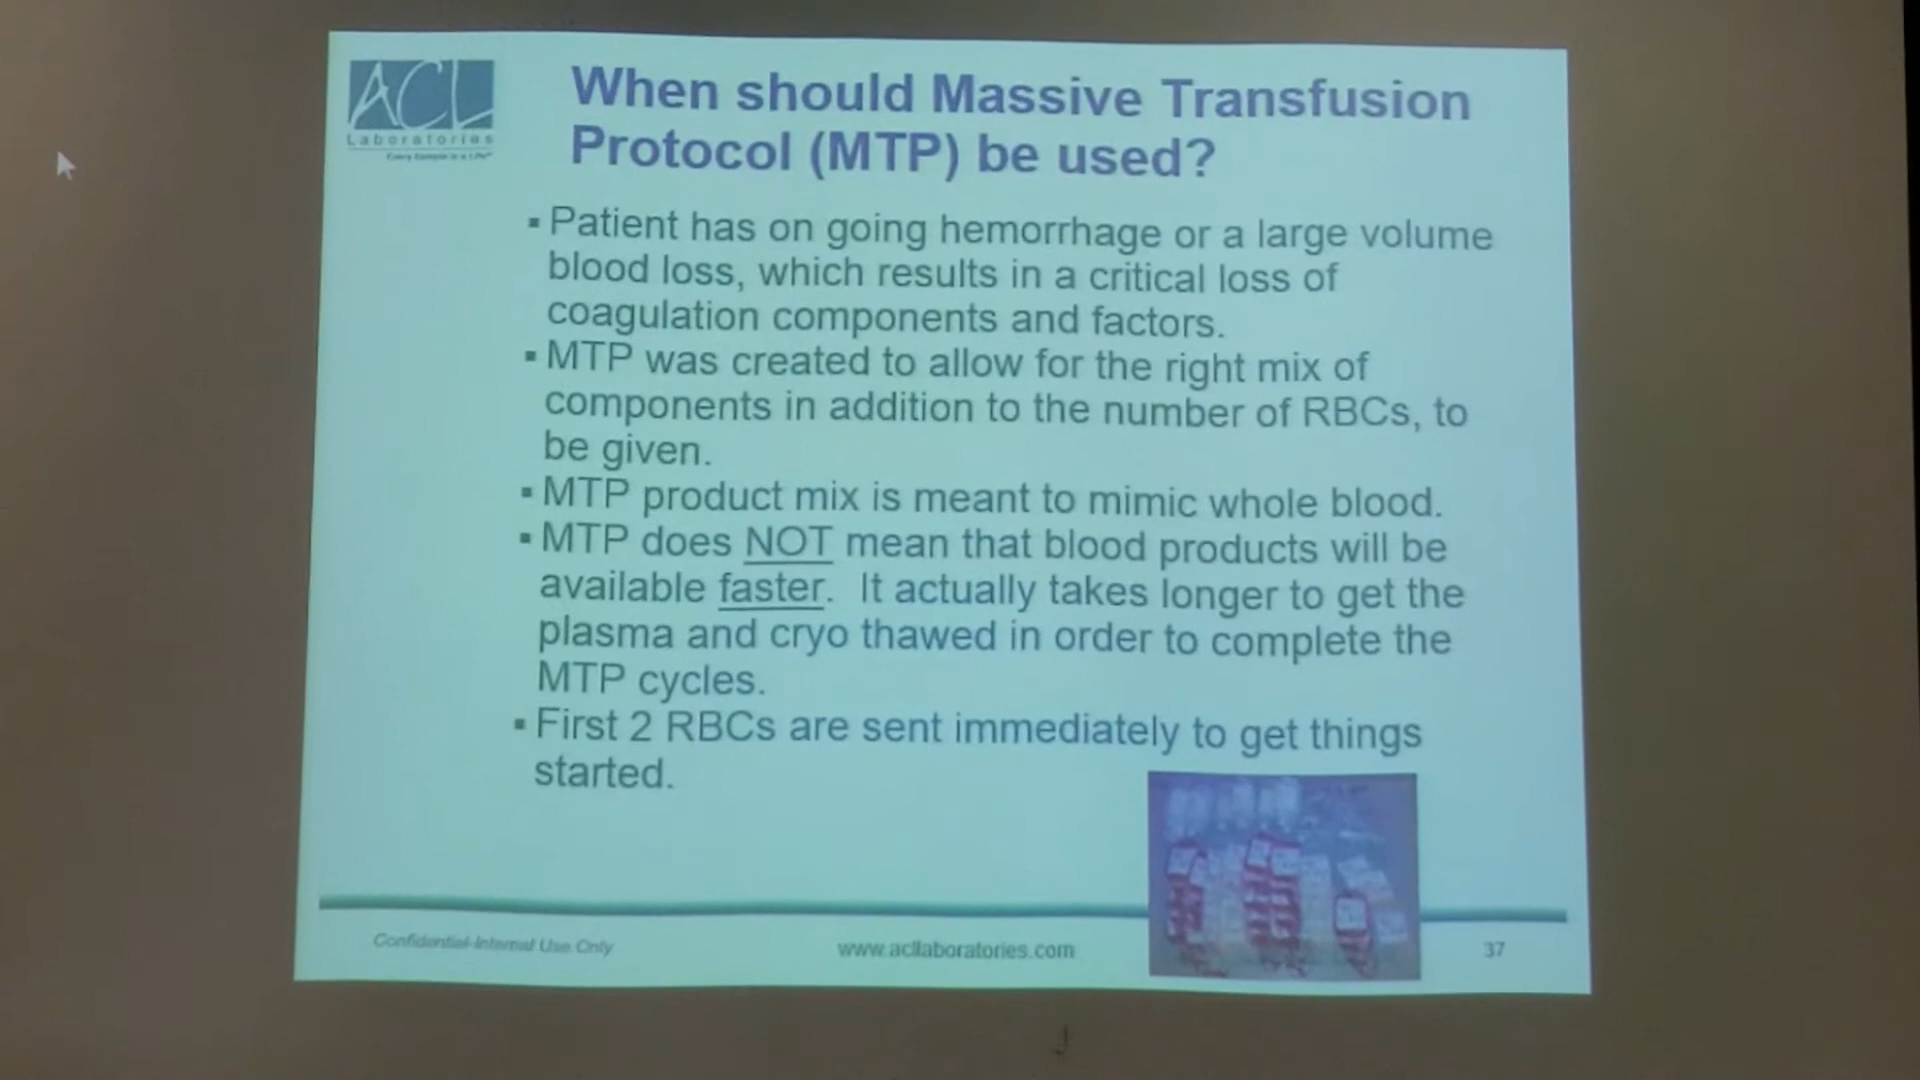 ACL
Laboratories
Every Sample is a Life
When should Massive Transfusion
Protocol (MTP) be used?
▪ Patient has on going hemorrhage or a large volume
blood loss, which results in a critical loss of
coagulation components and factors.
▪ MTP was created to allow for the right mix of
components in addition to the number of RBCs, to
be given.
▪ MTP product mix is meant to mimic whole blood.
▪ MTP does NOT mean that blood products will be
available faster. It actually takes longer to get the
plasma and cryo thawed in order to complete the
MTP cycles.
▪ First 2 RBCs are sent immediately to get things
started.
Confidential-Internal Use Only
www.acllaboratories.com
37